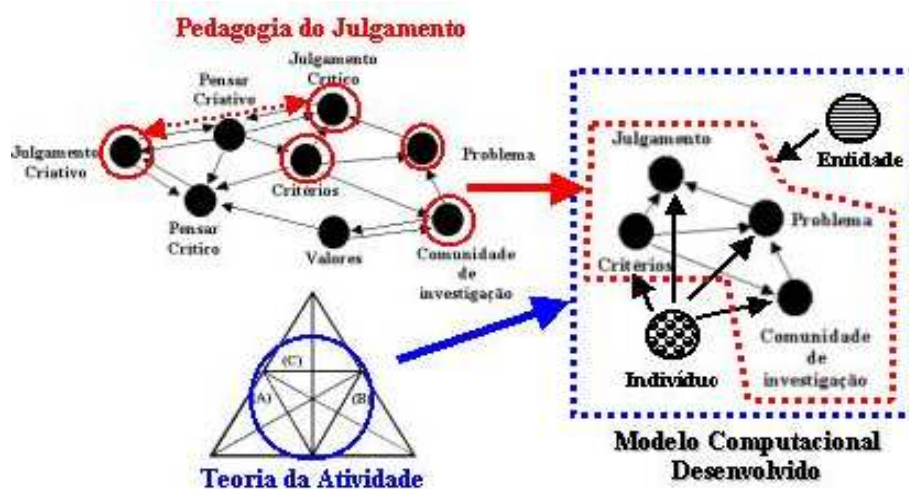 Pedagogia do Julgamento
Julgamento
Crítico
Pensar
Criativo
Julgamento
Criativo
Critérios
Problema
Pensar
Crítico
Valores
Comunidade
de
investigação
(C)
(A)
(B)
Teoria da Atividade
Entidade
Julgamento
Problema
Critérios
Comunidade
de
investigação
Indivíduo
Modelo Computacional
Desenvolvido